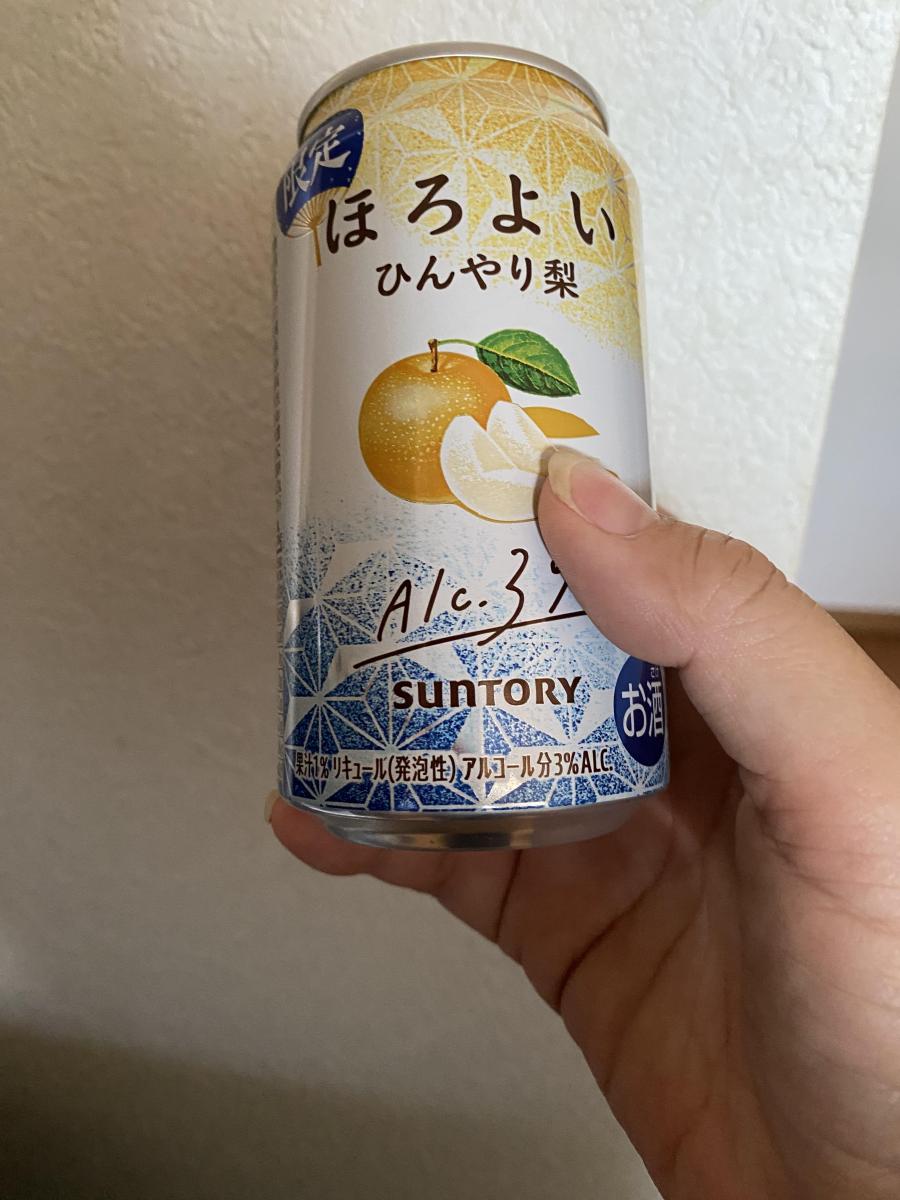 限定
ほろよい
ひんやり梨
Alc.3%
SUNTORY
お酒
果汁1% リキュール(発泡性) アルコール分3%ALC.